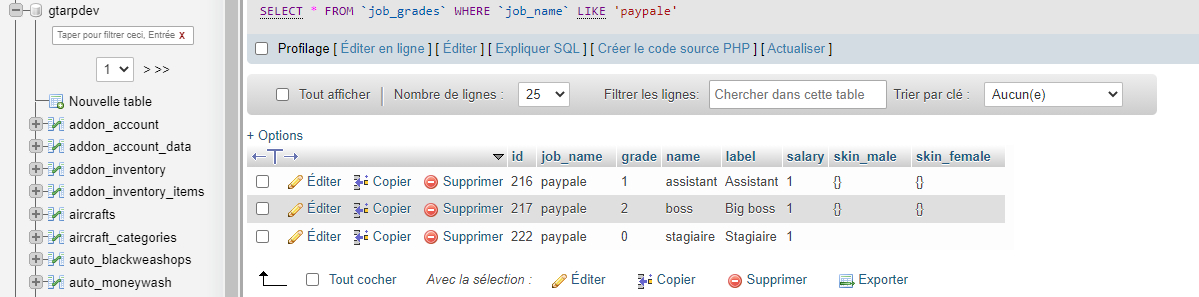 gtarpdev
Taper pour filtrer ceci, Entrée X
1 > >>
Nouvelle table
addon_account
addon_account_data
addon_inventory
addon_inventory_items
aircrafts
aircraft_categories
auto_blackweashops
auto_moneywash
SELECT * FROM `job_grades` WHERE `job_name` LIKE 'paypale'
Profilage [ Éditer en ligne ] [ Éditer ] [ Expliquer SQL ] [ Créer le code source PHP ] [ Actualiser ]
Tout afficher | Nombre de lignes : 25 Filtrer les lignes: Chercher dans cette table Trier par clé : Aucun(e)
+ Options
←T→ id job_name grade name label salary skin_male skin_female
Éditer Copier Supprimer 216 paypale 1 assistant Assistant 1 {} {}
Éditer Copier Supprimer 217 paypale 2 boss Big boss 1 {} {}
Éditer Copier Supprimer 222 paypale 0 stagiaire Stagiaire 1
Tout cocher Avec la sélection : Éditer Copier Supprimer Exporter